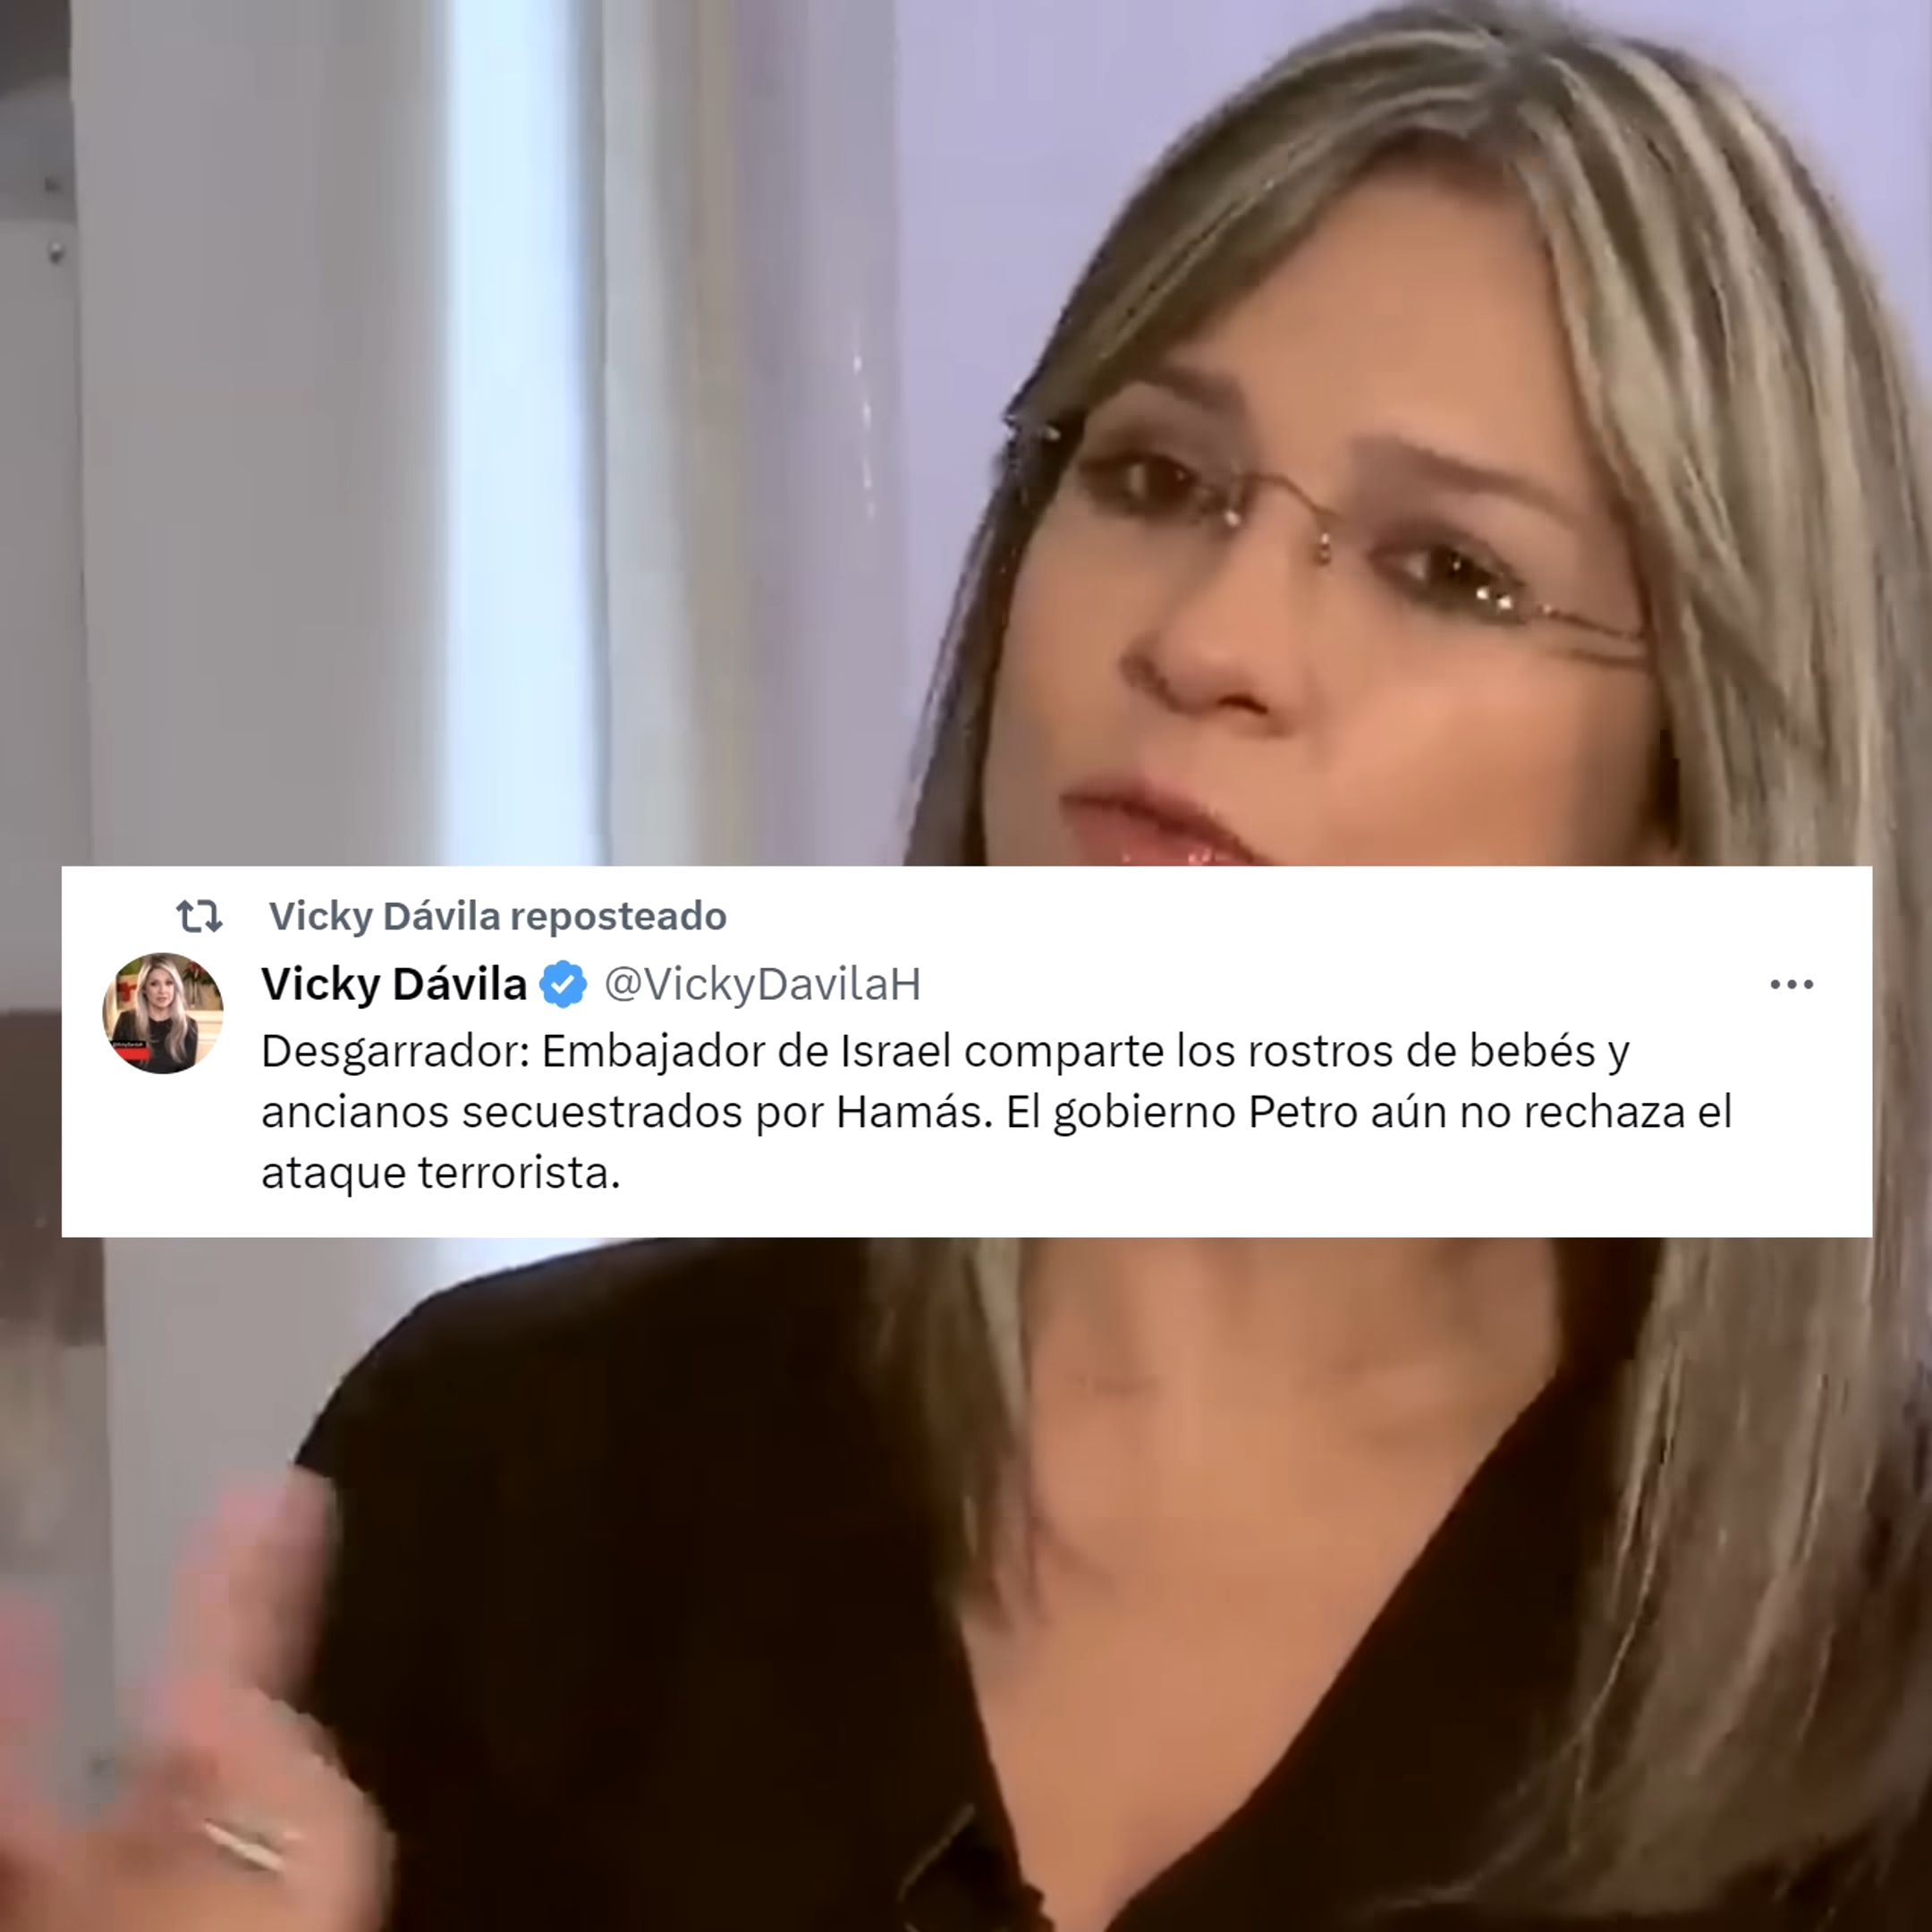 Vicky Dávila reposteado
Vicky Dávila @VickyDavilaH
Desgarrador: Embajador de Israel comparte los rostros de bebés y
ancianos secuestrados por Hamás. El gobierno Petro aún no rechaza el
ataque terrorista.